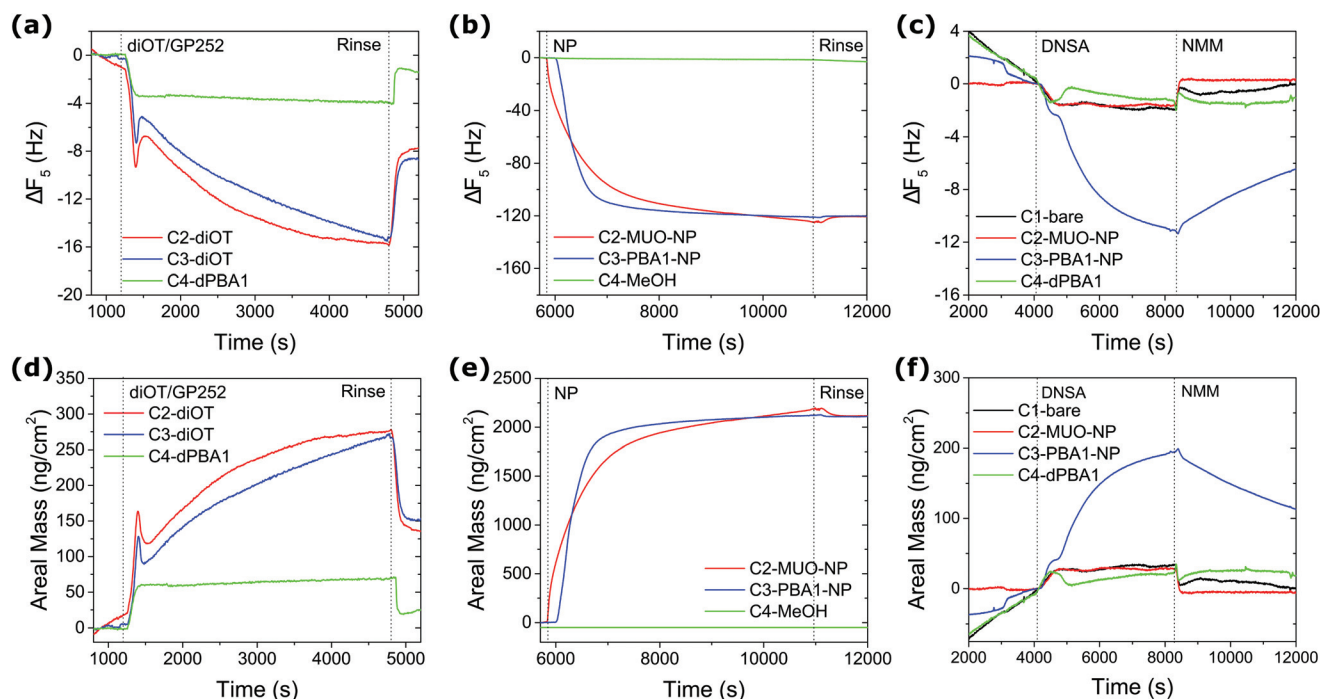 (a)
diOT/GP252
Rinse
0
-4
-8
-12
-16
-20
ΔF5 (Hz)
C2-diOT
C3-diOT
C4-dPBA1
1000 2000 3000 4000 5000
Time (s)
(b)
NP
Rinse
0
-40
-80
-120
-160
ΔF5 (Hz)
C2-MUO-NP
C3-PBA1-NP
C4-MeOH
6000 8000 10000 12000
Time (s)
(c)
DNSA
NMM
4
0
-4
-8
-12
-16
ΔF5 (Hz)
C1-bare
C2-MUO-NP
C3-PBA1-NP
C4-dPBA1
2000 4000 6000 8000 10000 12000
Time (s)
(d)
diOT/GP252
Rinse
350
300
250
200
150
100
50
0
Areal Mass (ng/cm²)
C2-diOT
C3-diOT
C4-dPBA1
1000 2000 3000 4000 5000
Time (s)
(e)
NP
Rinse
2500
2000
1500
1000
500
0
Areal Mass (ng/cm²)
C2-MUO-NP
C3-PBA1-NP
C4-MeOH
6000 8000 10000 12000
Time (s)
(f)
DNSA
NMM
300
200
100
0
Areal Mass (ng/cm²)
C1-bare
C2-MUO-NP
C3-PBA1-NP
C4-dPBA1
2000 4000 6000 8000 10000 12000
Time (s)